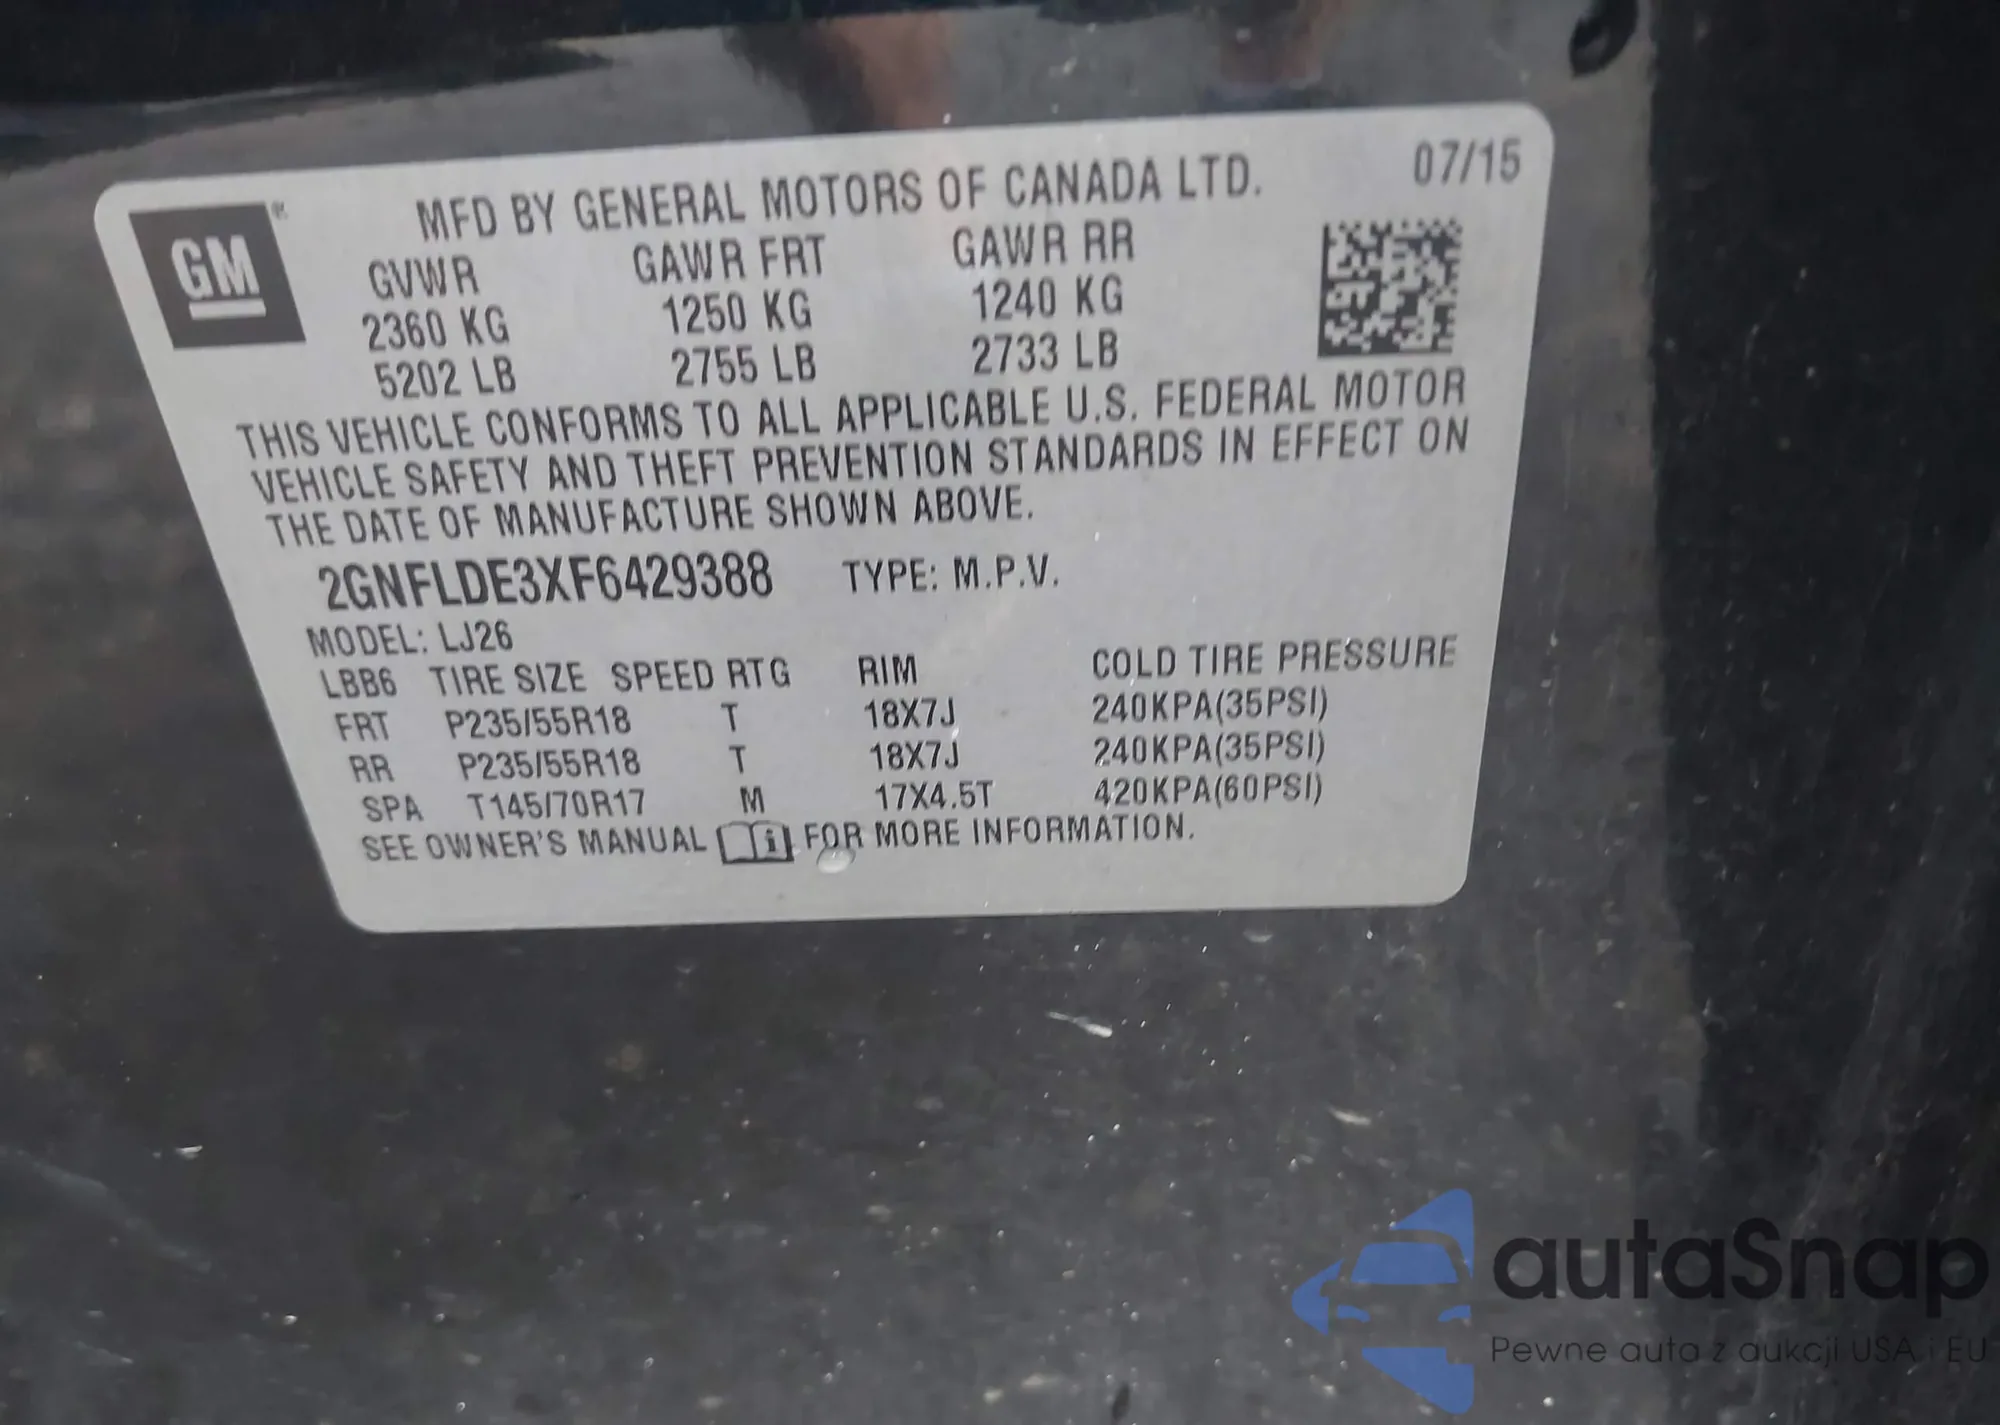 GM
MFD BY GENERAL MOTORS OF CANADA LTD. 07/15
GVWR GAWR FRT GAWR RR
2360 KG 1250 KG 1240 KG
5202 LB 2755 LB 2733 LB
THIS VEHICLE CONFORMS TO ALL APPLICABLE U.S. FEDERAL MOTOR
VEHICLE SAFETY AND THEFT PREVENTION STANDARDS IN EFFECT ON
THE DATE OF MANUFACTURE SHOWN ABOVE.
2GNFLDE3XF6429388 TYPE: M.P.V.
MODEL: LJ26
LBB6 TIRE SIZE SPEED RTG RIM COLD TIRE PRESSURE
FRT P235/55R18 T 18X7J 240KPA(35PSI)
RR P235/55R18 T 18X7J 240KPA(35PSI)
SPA T145/70R17 M 17X4.5T 420KPA(60PSI)
SEE OWNER'S MANUAL FOR MORE INFORMATION.
autaSnap
Pewne auta z aukcji USA i EU